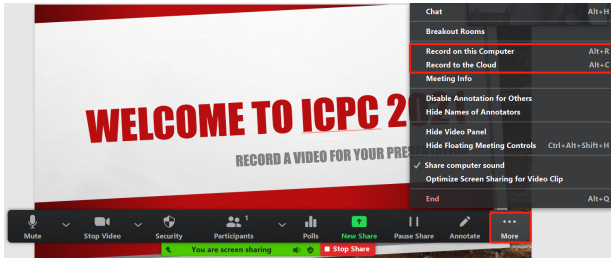 Chat Alt+H
Breakout Rooms
Record on this Computer Alt+R
Record to the Cloud Alt+C
Meeting Info
Disable Annotation for Others
Hide Names of Annotators
Hide Video Panel
Hide Floating Meeting Controls Ctrl+Alt+Shift+H
Share computer sound
Optimize Screen Sharing for Video Clip
End Alt+Q
WELCOME TO ICPC 2021
RECORD A VIDEO FOR YOUR
1
Mute Stop Video Security Participants Polls New Share Pause Share Annotate More
You are screen sharing Stop Share